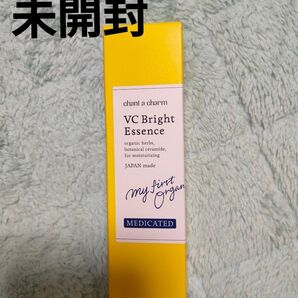 未開封
chant a charm
VC Bright
Essence
organic herbs,
botanical ceramide,
for moisturizing
JAPAN made
my first
Organ
MEDICATED